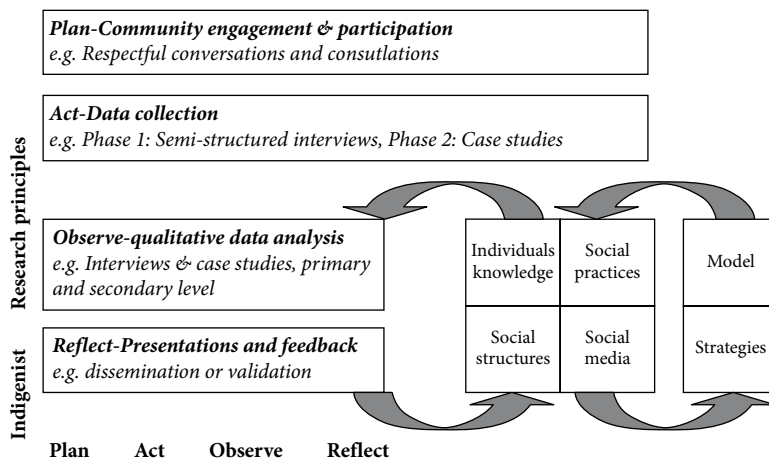 Plan-Community engagement & participation
e.g. Respectful conversations and consutlations
Act-Data collection
e.g. Phase 1: Semi-structured interviews, Phase 2: Case studies
Observe-qualitative data analysis
e.g. Interviews & case studies, primary
and secondary level
Reflect-Presentations and feedback
e.g. dissemination or validation
Individuals
knowledge
Social
practices
Social
structures
Social
media
Model
Strategies
Indigenist Research principles
Plan Act Observe Reflect